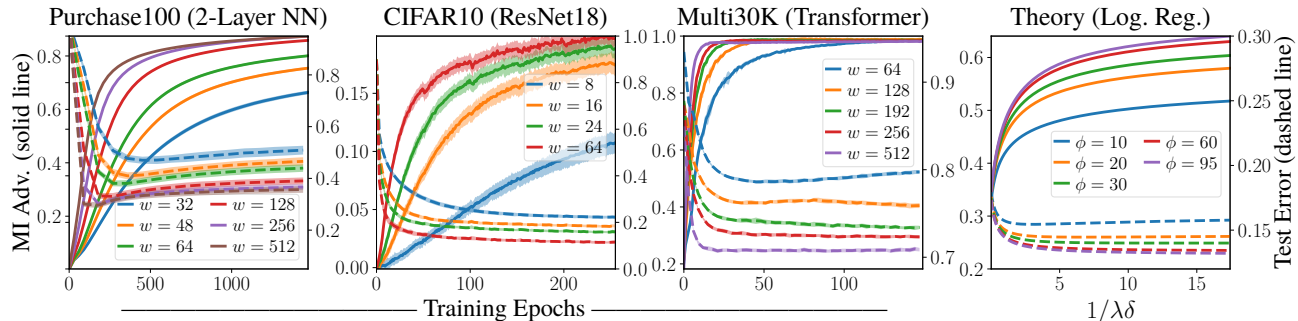 Purchase100 (2-Layer NN)
CIFAR10 (ResNet18)
Multi30K (Transformer)
Theory (Log. Reg.)
MI Adv. (solid line)
0.8
0.6
0.4
0.2
0
500
1000
0.8
0.6
0.4
0.2
w = 32
w = 48
w = 64
w = 128
w = 256
w = 512
0.15
0.10
0.05
0.00
0
100
200
1.0
0.8
0.6
0.4
0.2
0.0
w = 8
w = 16
w = 24
w = 64
1.0
0.8
0.6
0.4
0.2
0
50
100
0.9
0.8
0.7
w = 64
w = 128
w = 192
w = 256
w = 512
0.6
0.5
0.4
0.3
0.2
0
5
10
15
0.30
0.25
0.20
0.15
ϕ = 10
ϕ = 20
ϕ = 30
ϕ = 60
ϕ = 95
Test Error (dashed line)
Training Epochs
1/λδ